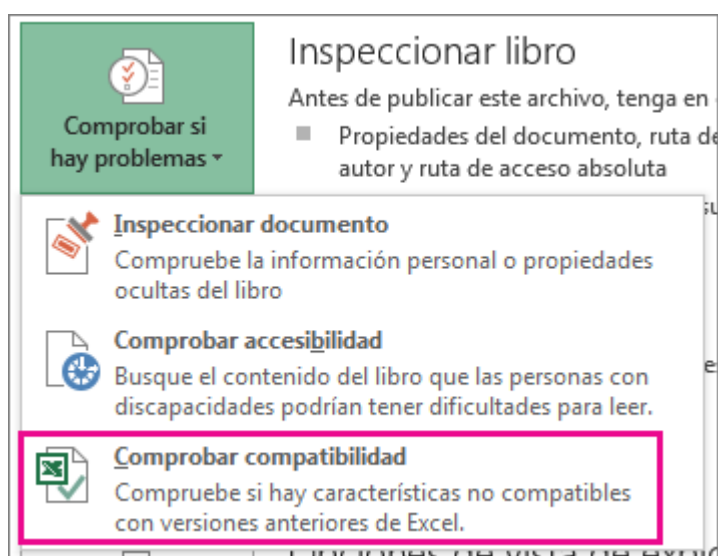 Inspeccionar libro
Antes de publicar este archivo, tenga en
Propiedades del documento, ruta de
autor y ruta de acceso absoluta
Comprobar si
hay problemas
Inspeccionar documento
Compruebe la información personal o propiedades
ocultas del libro
Comprobar accesibilidad
Busque el contenido del libro que las personas con
discapacidades podrían tener dificultades para leer.
Comprobar compatibilidad
Compruebe si hay características no compatibles
con versiones anteriores de Excel.